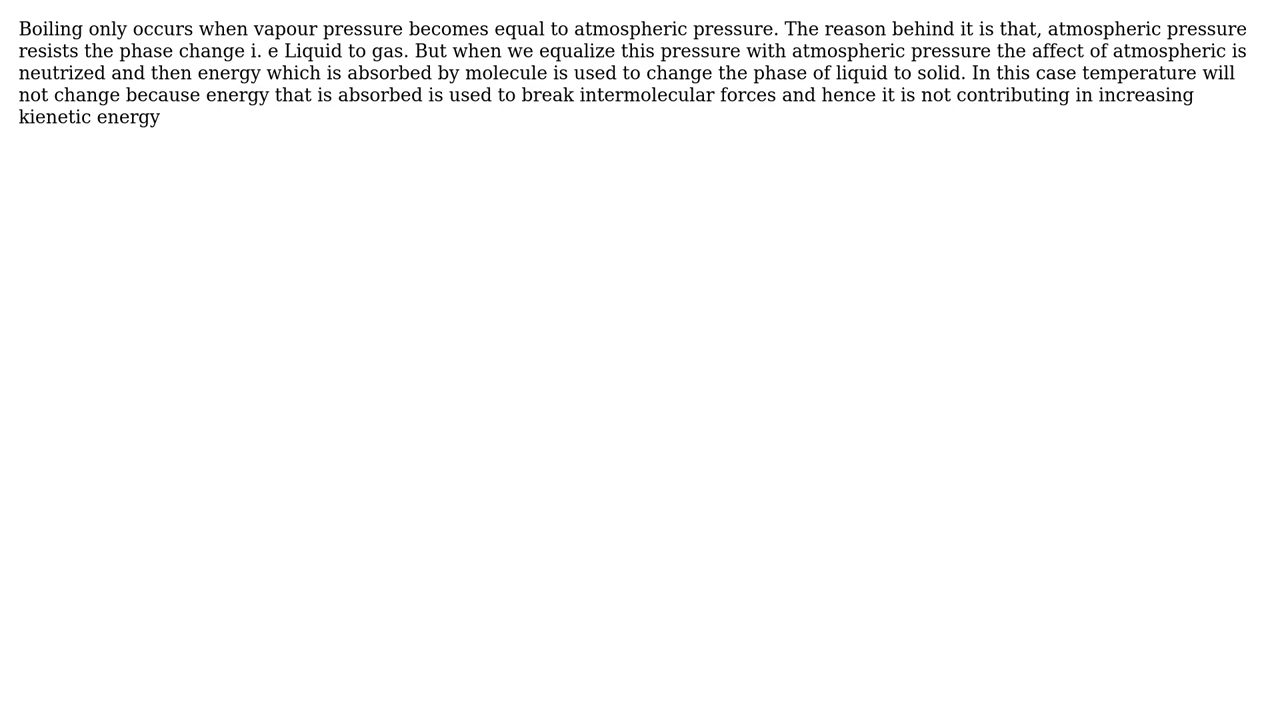 Boiling only occurs when vapour pressure becomes equal to atmospheric pressure. The reason behind it is that, atmospheric pressure
resists the phase change i. e Liquid to gas. But when we equalize this pressure with atmospheric pressure the affect of atmospheric is
neutrized and then energy which is absorbed by molecule is used to change the phase of liquid to solid. In this case temperature will
not change because energy that is absorbed is used to break intermolecular forces and hence it is not contributing in increasing
kienetic energy